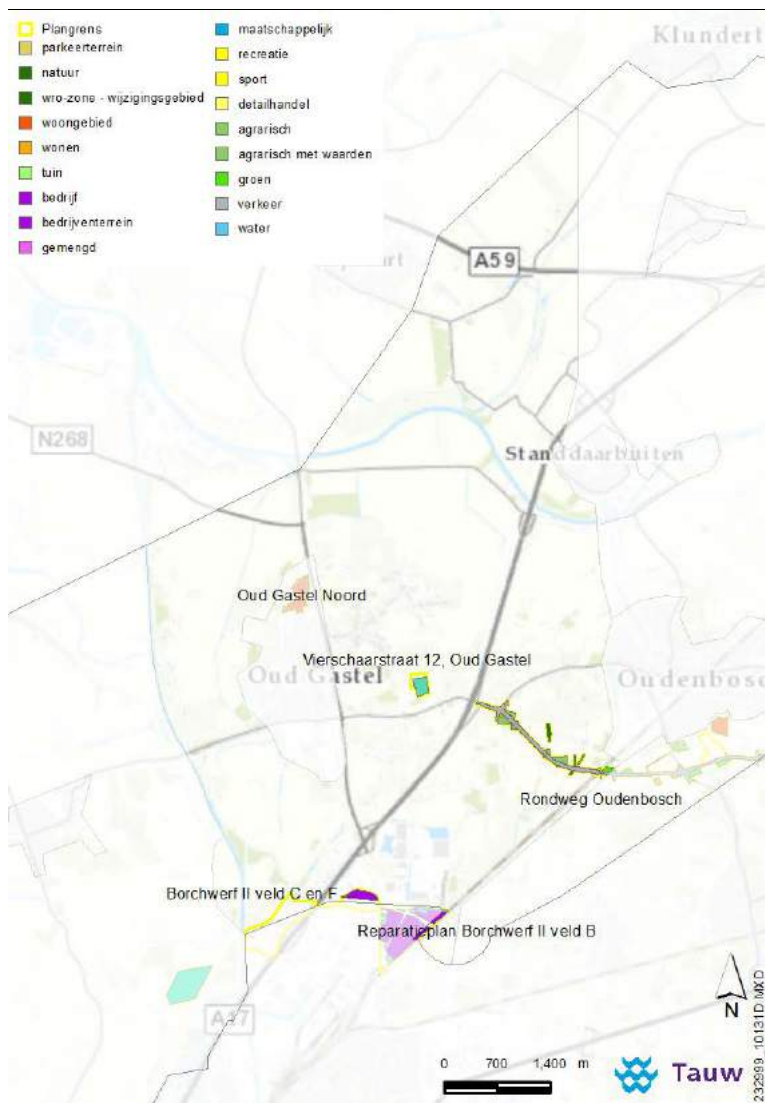 Plangrens
parkeerterrein
natuur
wro-zone - wijzigingsgebied
woongebied
wonen
tuin
bedrijf
bedrijventerrein
gemengd
maatschappelijk
recreatie
sport
detailhandel
agrarisch
agrarisch met waarden
groen
verkeer
water
Klundert
A59
N268
Standdaarbuiten
Oud Gastel Noord
Vierschaarstraat 12, Oud Gastel
Oud Gastel
Oudenbosc
Rondweg Oudenbosch
Borchwerf II veld C en F
Reparatieplan Borchwerf II veld B
A17
N
0 700 1,400 m
Tauw
232999_10131D.MXD